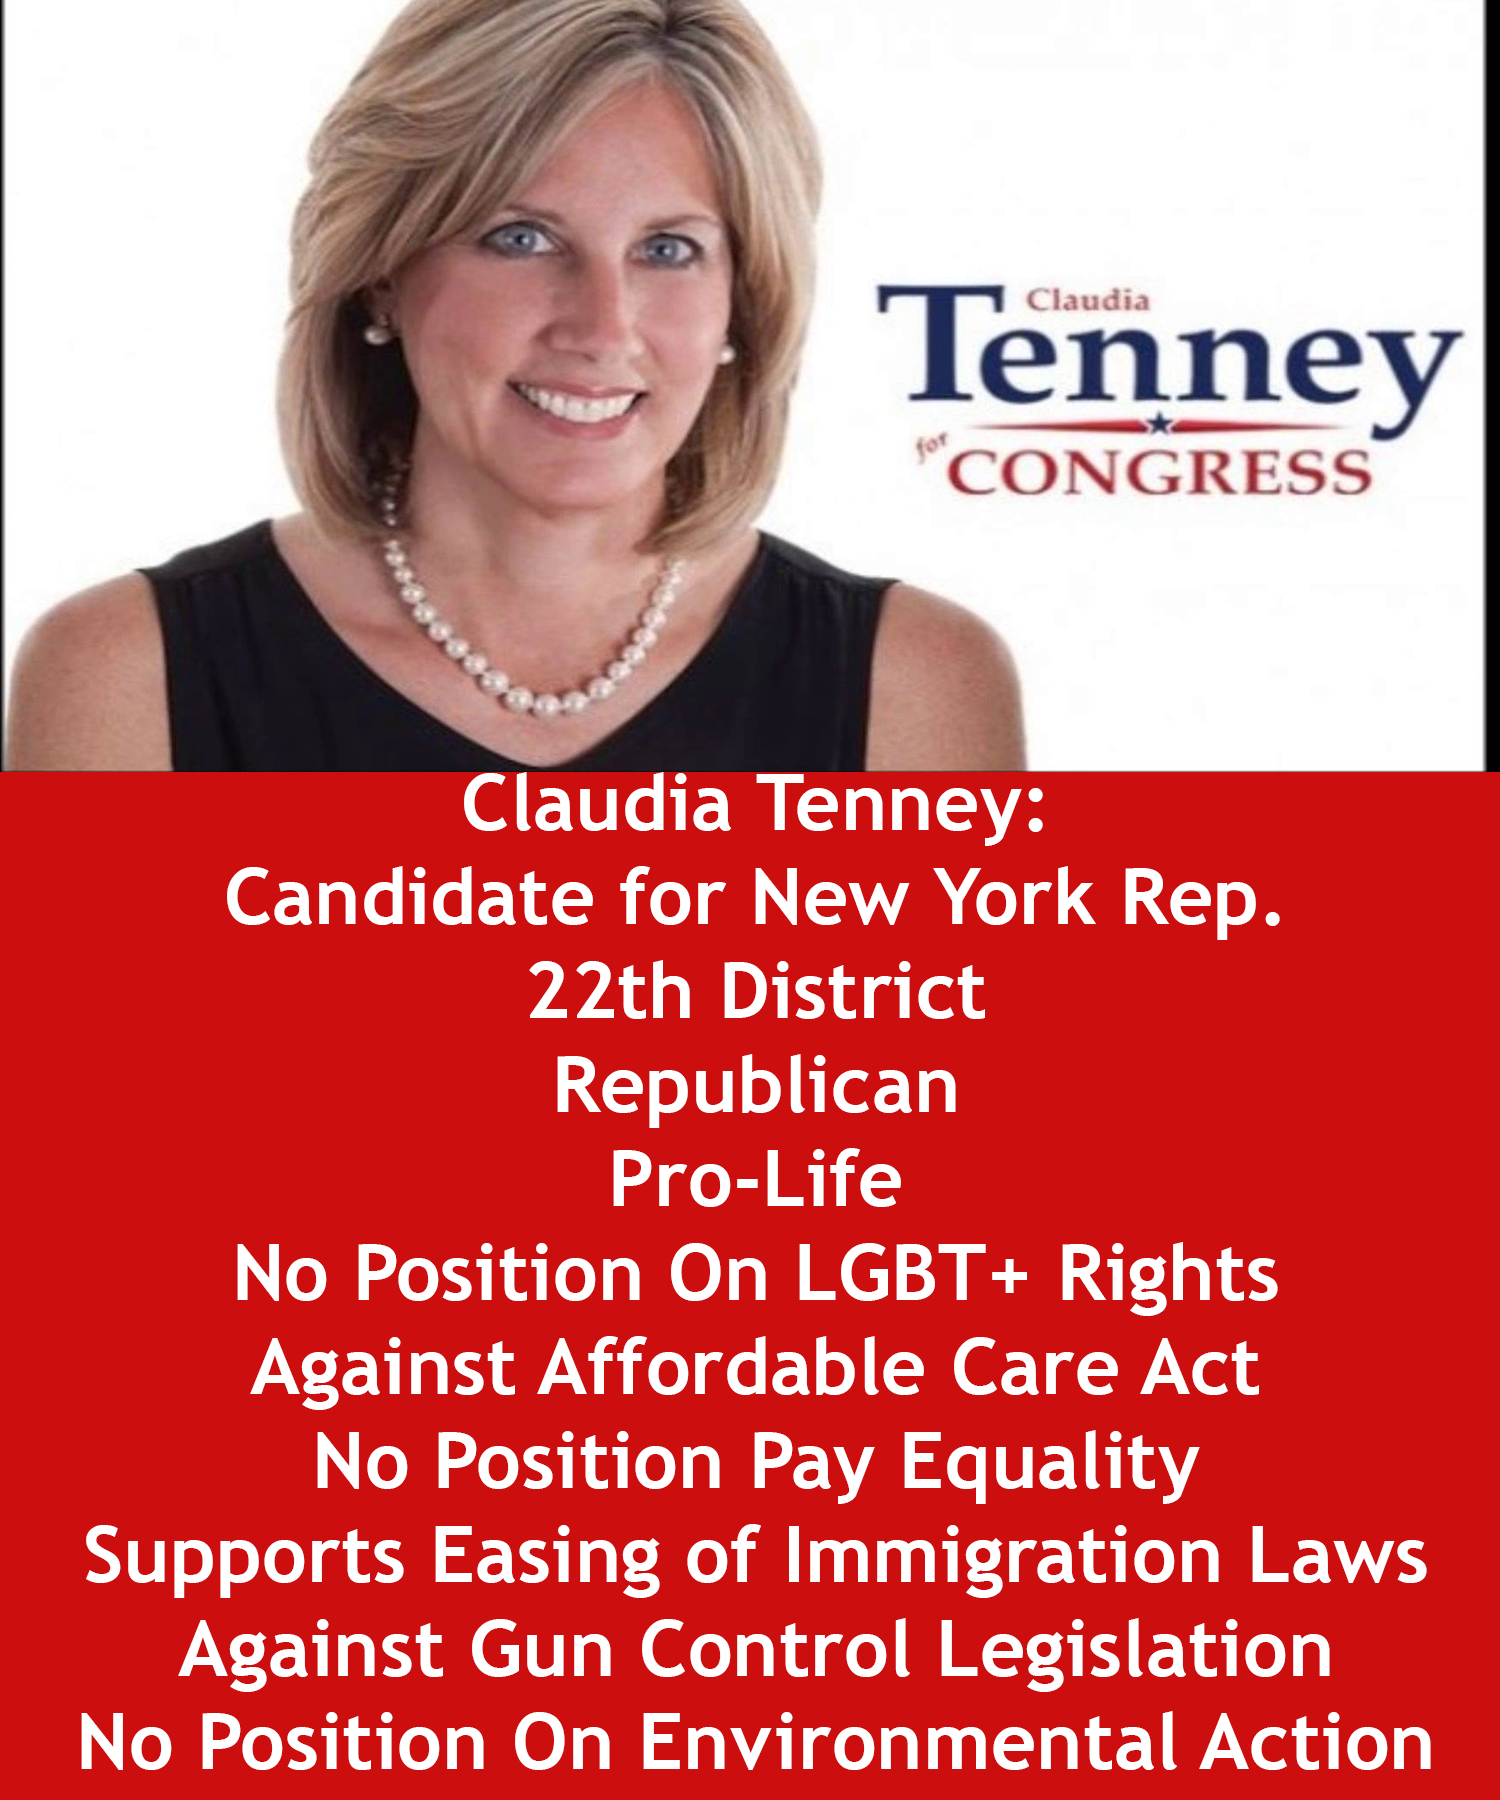 Claudia
Tenney
for CONGRESS
Claudia Tenney:
Candidate for New York Rep.
22th District
Republican
Pro-Life
No Position On LGBT+ Rights
Against Affordable Care Act
No Position Pay Equality
Supports Easing of Immigration Laws
Against Gun Control Legislation
No Position On Environmental Action